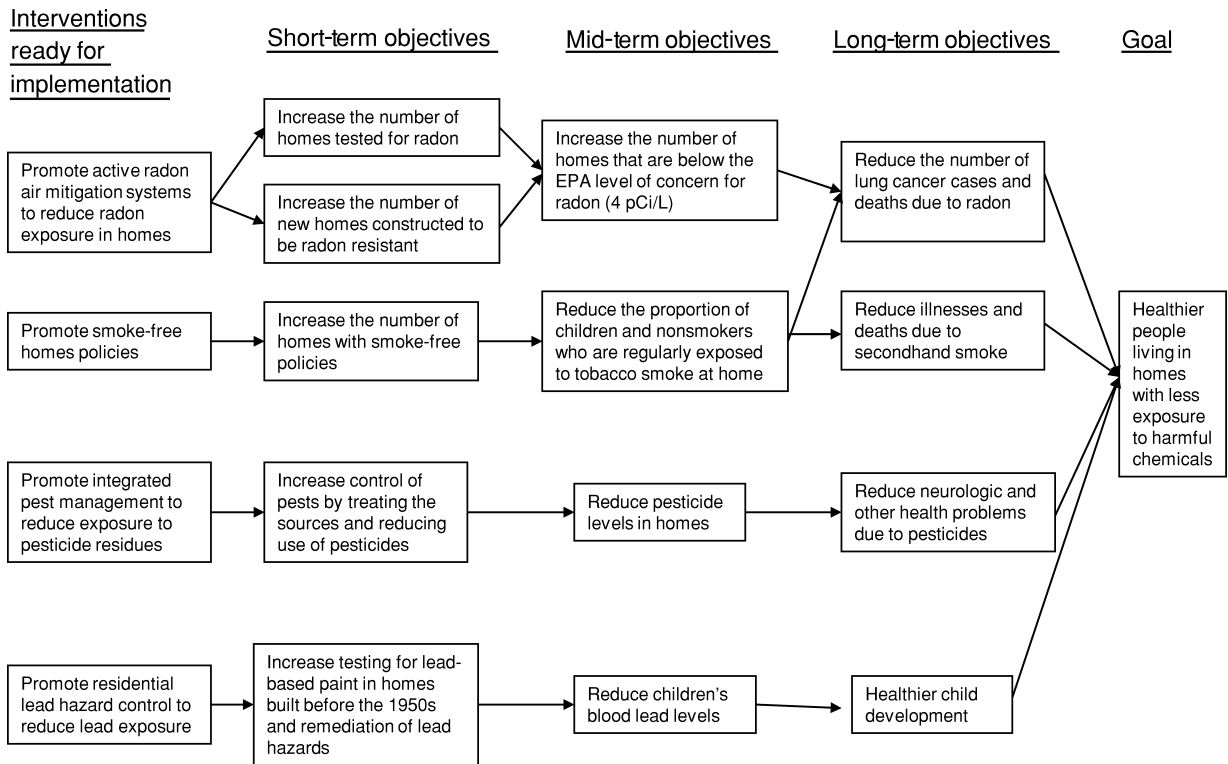 Interventions
ready for
implementation
Short-term objectives
Mid-term objectives
Long-term objectives
Goal
Promote active radon
air mitigation systems
to reduce radon
exposure in homes
Increase the number of
homes tested for radon
Increase the number of
new homes constructed to
be radon resistant
Increase the number of
homes that are below the
EPA level of concern for
radon (4 pCi/L)
Reduce the number of
lung cancer cases and
deaths due to radon
Promote smoke-free
homes policies
Increase the number of
homes with smoke-free
policies
Reduce the proportion of
children and nonsmokers
who are regularly exposed
to tobacco smoke at home
Reduce illnesses and
deaths due to
secondhand smoke
Healthier
people
living in
homes
with less
exposure
to harmful
chemicals
Promote integrated
pest management to
reduce exposure to
pesticide residues
Increase control of
pests by treating the
sources and reducing
use of pesticides
Reduce pesticide
levels in homes
Reduce neurologic and
other health problems
due to pesticides
Promote residential
lead hazard control to
reduce lead exposure
Increase testing for lead-
based paint in homes
built before the 1950s
and remediation of lead
hazards
Reduce children's
blood lead levels
Healthier child
development